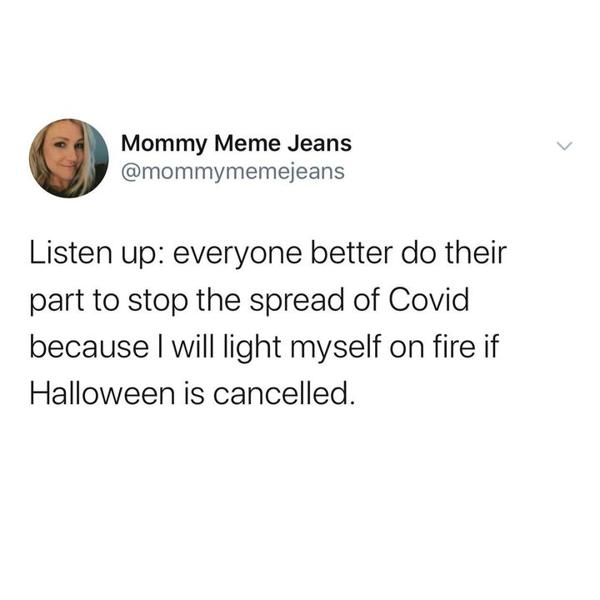 Mommy Meme Jeans
@mommymemejeans
Listen up: everyone better do their
part to stop the spread of Covid
because I will light myself on fire if
Halloween is cancelled.